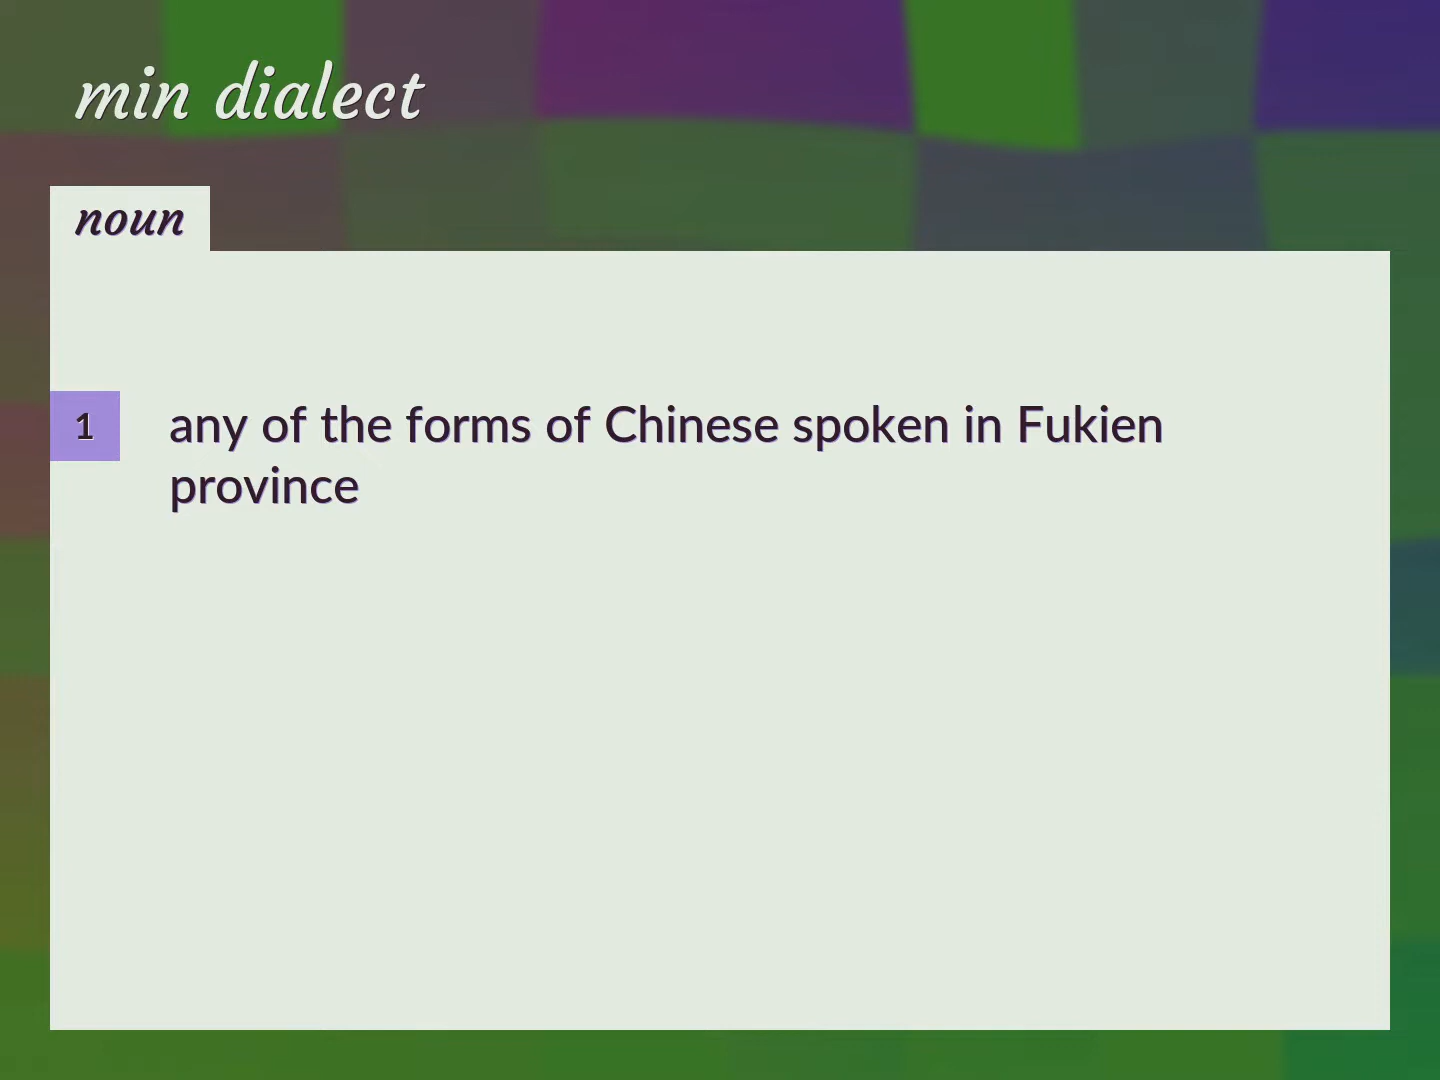 min dialect
noun
1
any of the forms of Chinese spoken in Fukien
province